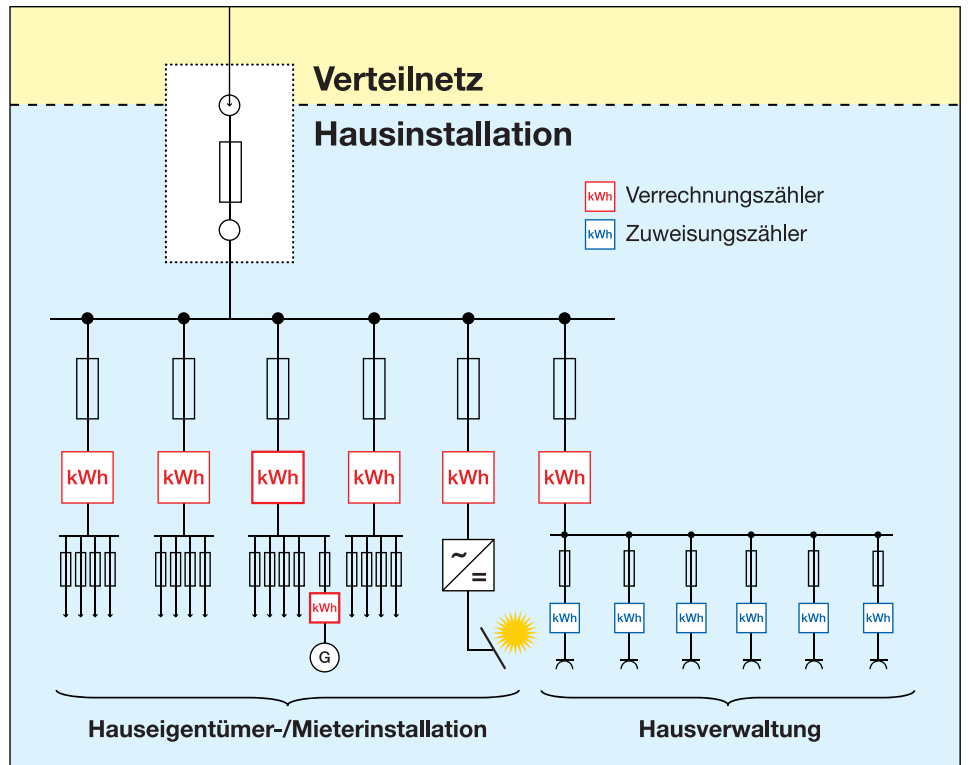 Verteilnetz
Hausinstallation
kWh Verrechnungszähler
kWh Zuweisungszähler
kWh kWh kWh kWh kWh kWh
~
=
kWh
kWh kWh kWh kWh kWh kWh
G
Hauseigentümer-/Mieterinstallation Hausverwaltung